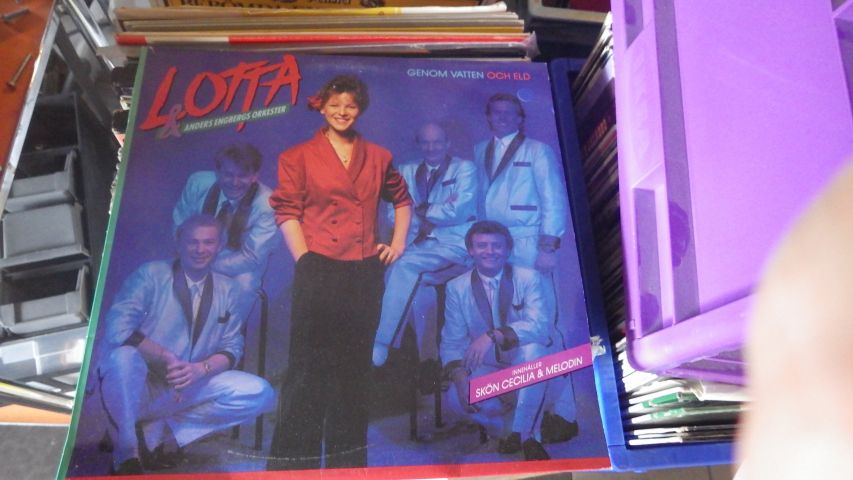 LOTTA
& ANDERS ENGBERGS ORKESTER
GENOM VATTEN OCH ELD
INNEHÅLLER
SKÖN CECILIA & MELODIN